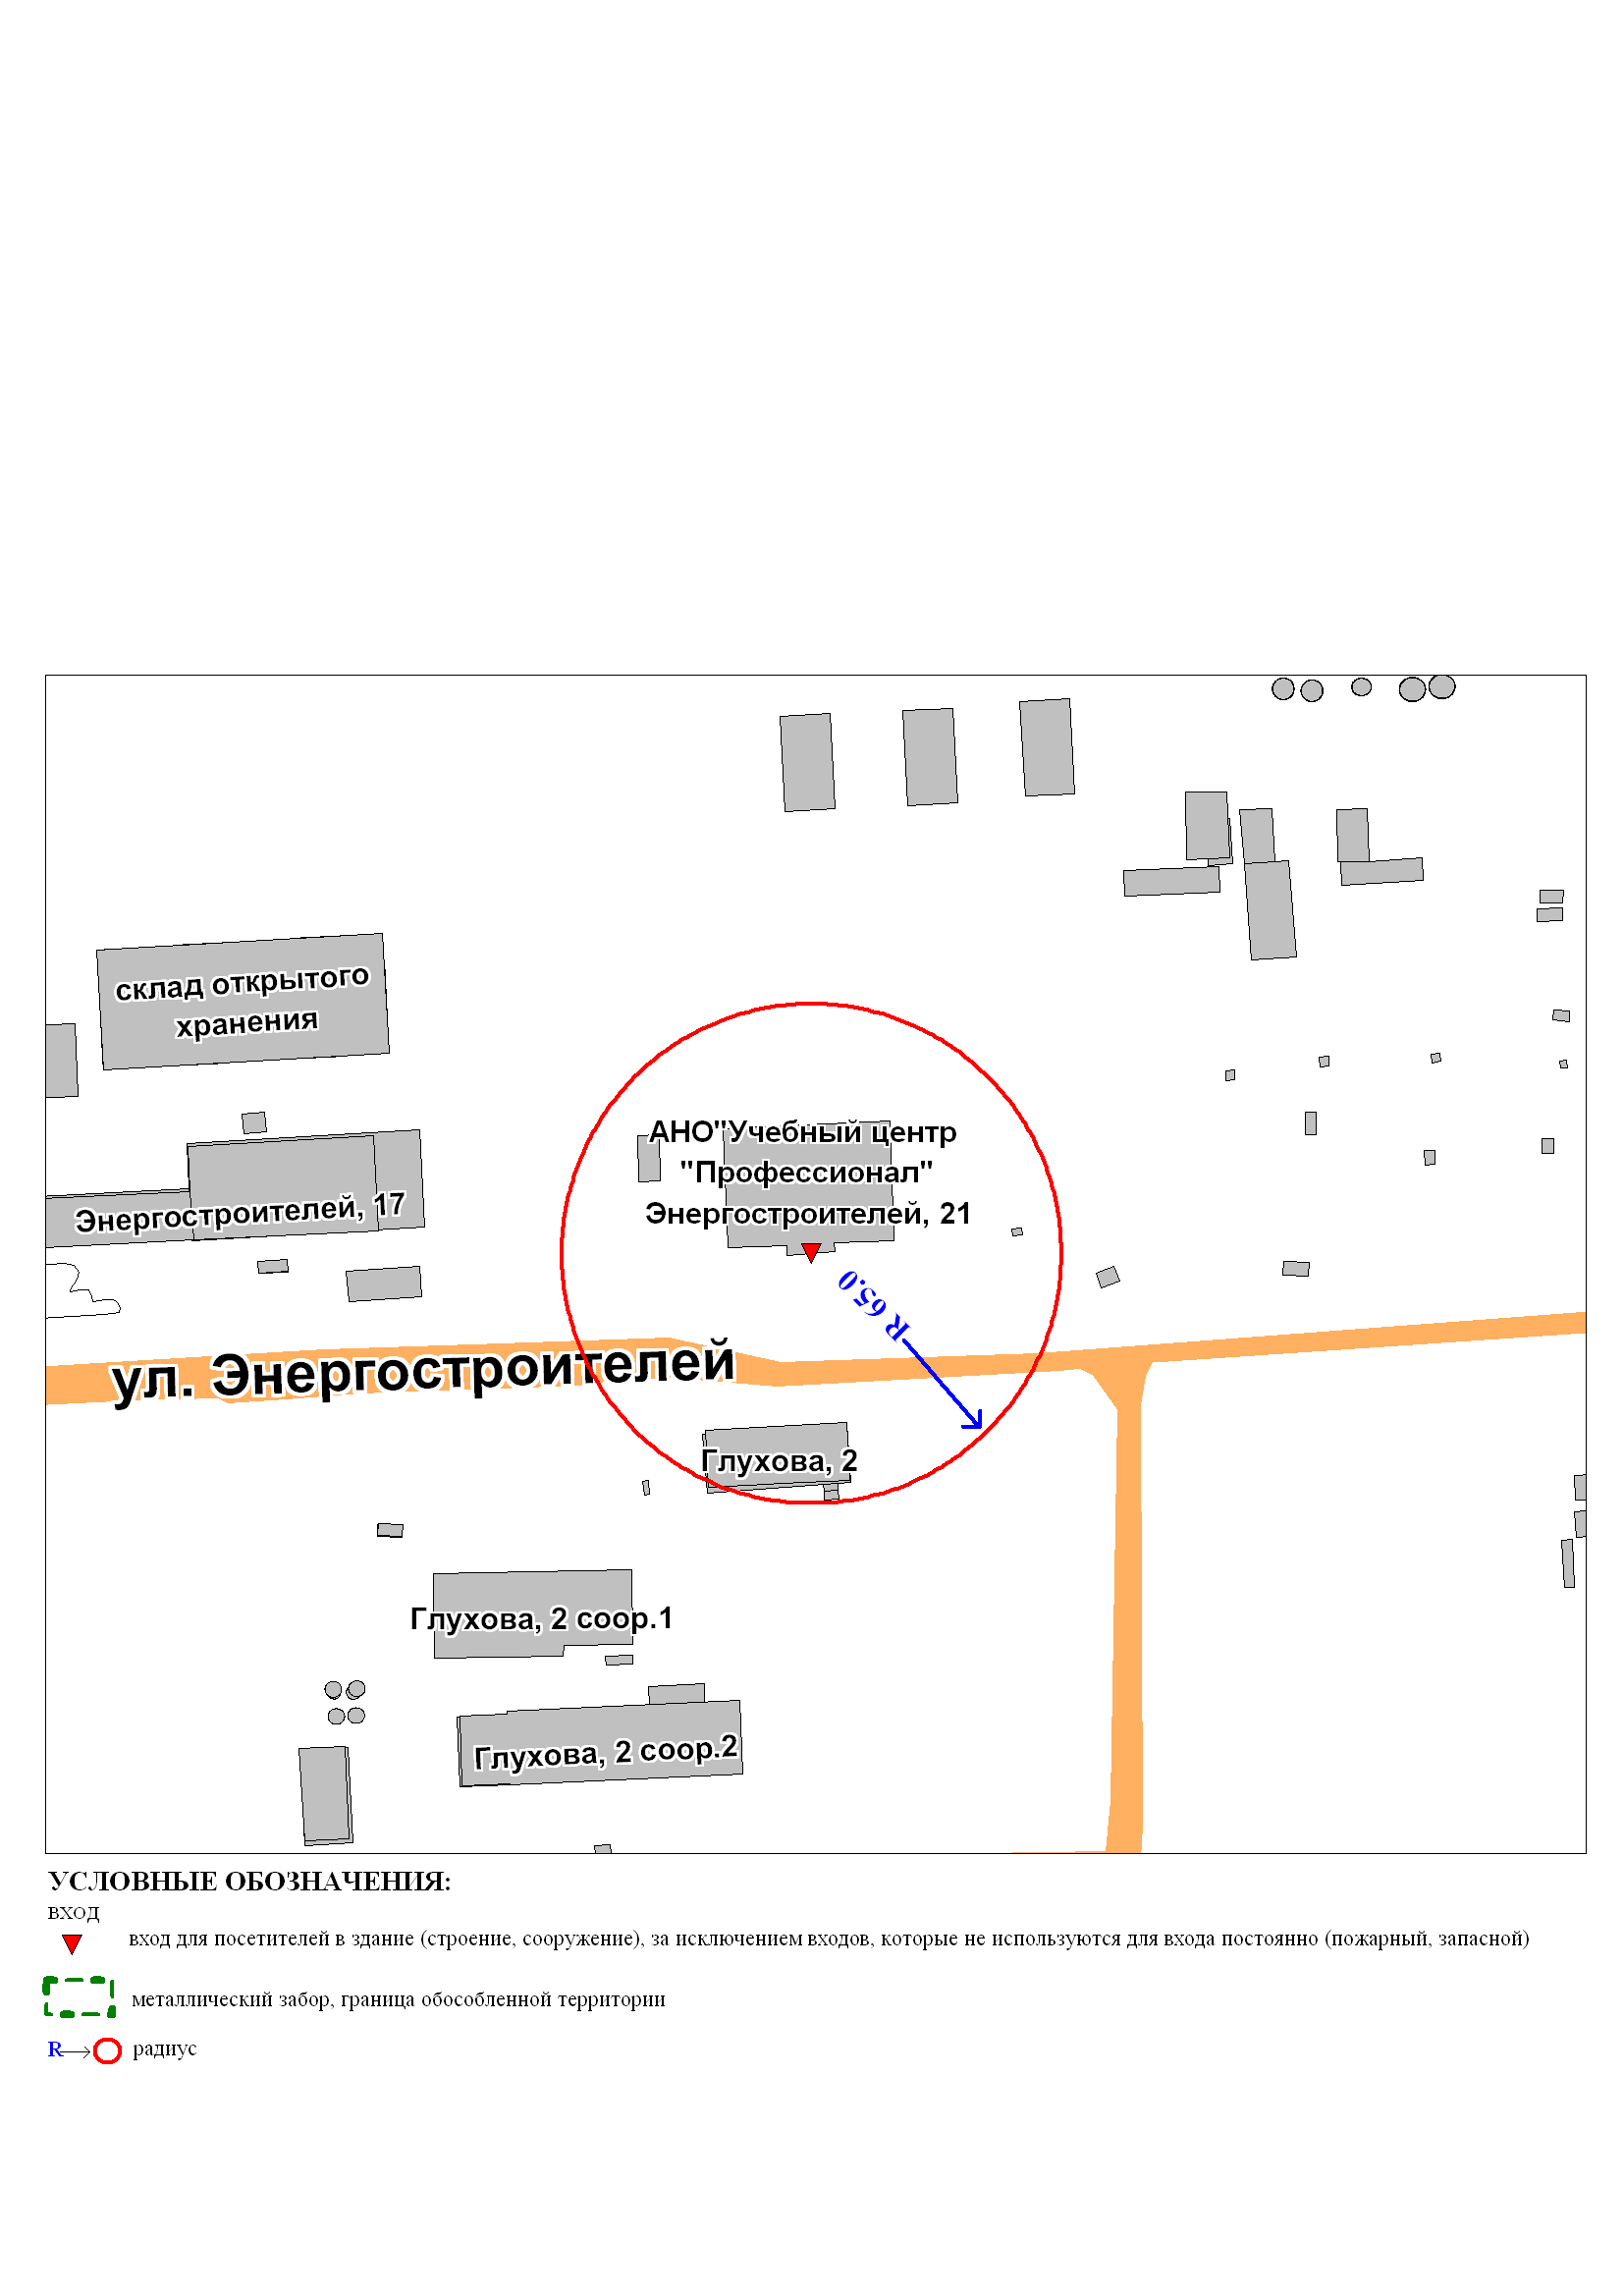 склад открытого
хранения
АНО"Учебный центр
"Профессионал"
Энергостроителей, 21
Энергостроителей, 17
R 65.0
ул. Энергостроителей
Глухова, 2
Глухова, 2 соор.1
Глухова, 2 соор.2
УСЛОВНЫЕ ОБОЗНАЧЕНИЯ:
ВХОД
вход для посетителей в здание (строение, сооружение), за исключением входов, которые не используются для входа постоянно (пожарный, запасной)
металлический забор, граница обособленной территории
R радиус